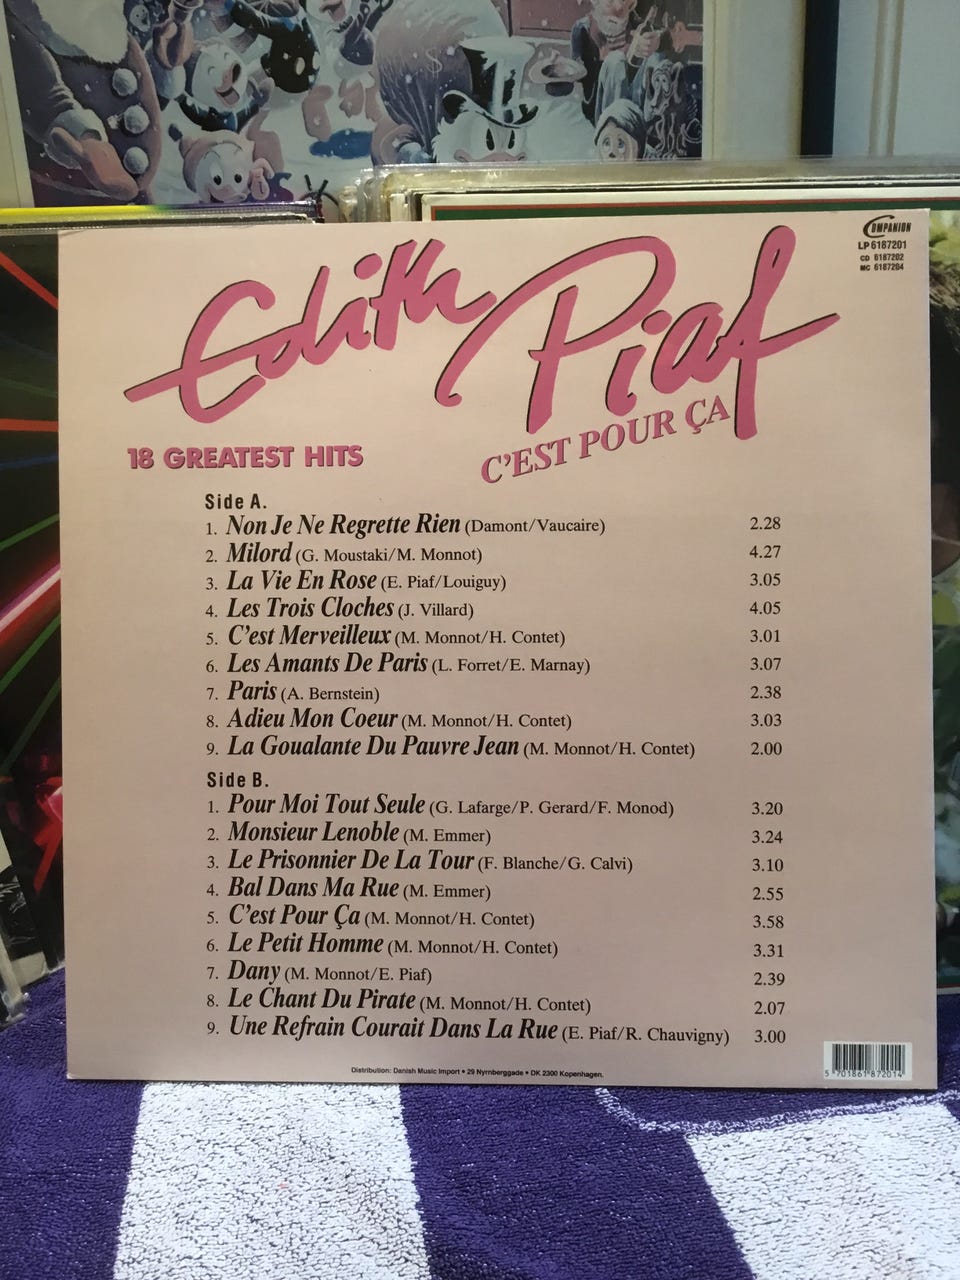 COMPANION
LP 6187201
CD 6187202
MC 6187204
Edith Piaf
C'EST POUR ÇA
18 GREATEST HITS
Side A.
1. Non Je Ne Regrette Rien (Damont/Vaucaire) 2.28
2. Milord (G. Moustaki/M. Monnot) 4.27
3. La Vie En Rose (E. Piaf/Louiguy) 3.05
4. Les Trois Cloches (J. Villard) 4.05
5. C'est Merveilleux (M. Monnot/H. Contet) 3.01
6. Les Amants De Paris (L. Forret/E. Marnay) 3.07
7. Paris (A. Bernstein) 2.38
8. Adieu Mon Coeur (M. Monnot/H. Contet) 3.03
9. La Goualante Du Pauvre Jean (M. Monnot/H. Contet) 2.00
Side B.
1. Pour Moi Tout Seule (G. Lafarge/P. Gerard/F. Monod) 3.20
2. Monsieur Lenoble (M. Emmer) 3.24
3. Le Prisonnier De La Tour (F. Blanche/G. Calvi) 3.10
4. Bal Dans Ma Rue (M. Emmer) 2.55
5. C'est Pour Ça (M. Monnot/H. Contet) 3.58
6. Le Petit Homme (M. Monnot/H. Contet) 3.31
7. Dany (M. Monnot/E. Piaf) 2.39
8. Le Chant Du Pirate (M. Monnot/H. Contet) 2.07
9. Une Refrain Courait Dans La Rue (E. Piaf/R. Chauvigny) 3.00
Distribution: Danish Music Import • 29 Nyrnberggade • DK 2300 Kopenhagen.
5 701861 872014